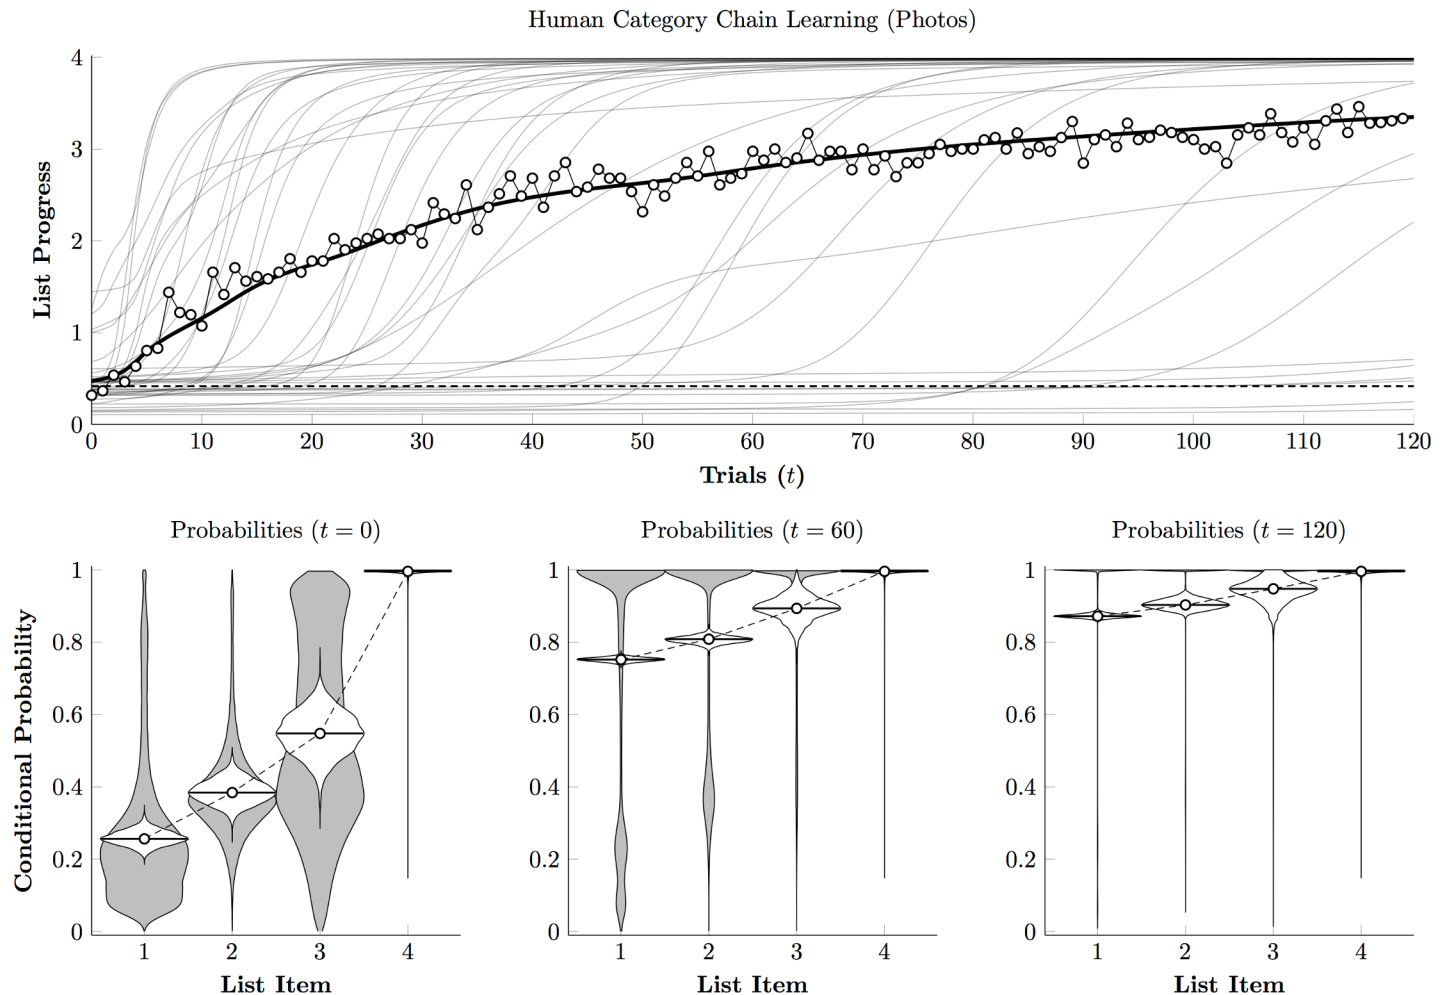 Human Category Chain Learning (Photos)
4
3
2
1
0
List Progress
0 10 20 30 40 50 60 70 80 90 100 110 120
Trials (t)
Probabilities (t = 0) Probabilities (t = 60) Probabilities (t = 120)
1 1 1
0.8 0.8 0.8
0.6 0.6 0.6
0.4 0.4 0.4
0.2 0.2 0.2
0 0 0
Conditional Probability
1 2 3 4 1 2 3 4 1 2 3 4
List Item List Item List Item